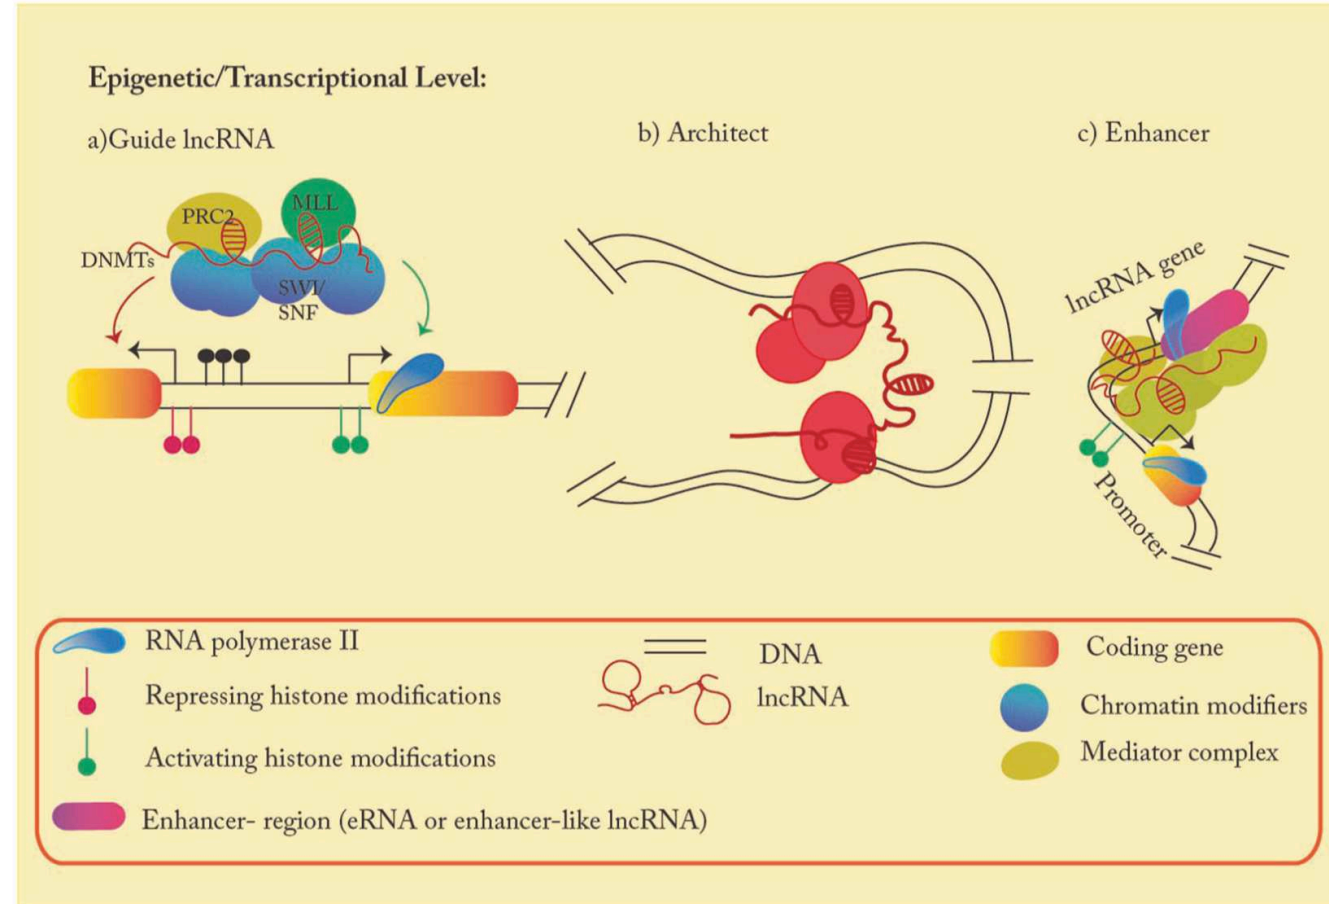 Epigenetic/Transcriptional Level:
a)Guide lncRNA
b) Architect
c) Enhancer
PRC2
MLL
DNMTs
SWI/
SNF
lncRNA gene
Promoter
RNA polymerase II
Repressing histone modifications
Activating histone modifications
Enhancer- region (eRNA or enhancer-like lncRNA)
DNA
lncRNA
Coding gene
Chromatin modifiers
Mediator complex